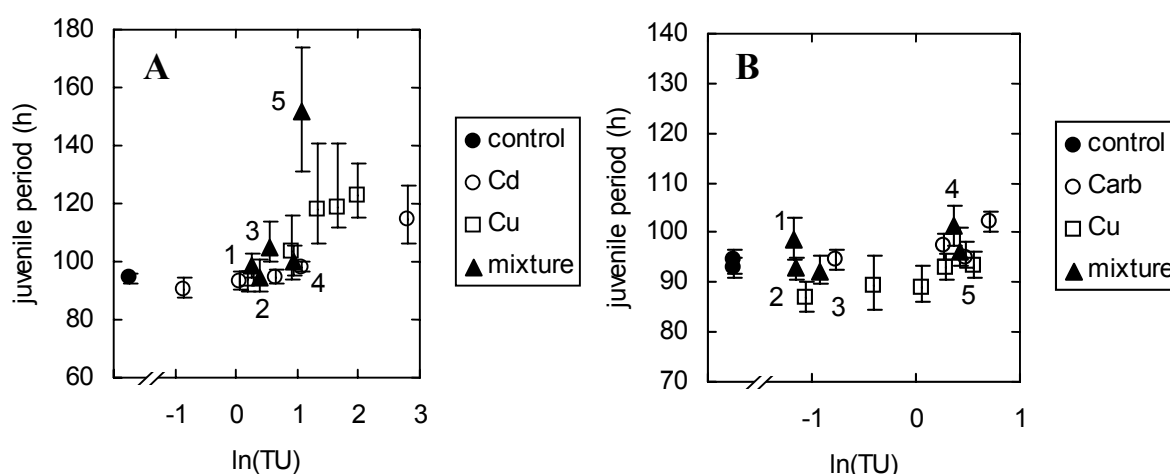 A
juvenile period (h)
180
160
140
120
100
80
60
5
3
1
2
4
-1
0
1
2
3
ln(TU)
control
Cd
Cu
mixture
B
juvenile period (h)
140
130
120
110
100
90
80
70
1
4
2
3
5
-1
0
1
ln(TU)
control
Carb
Cu
mixture